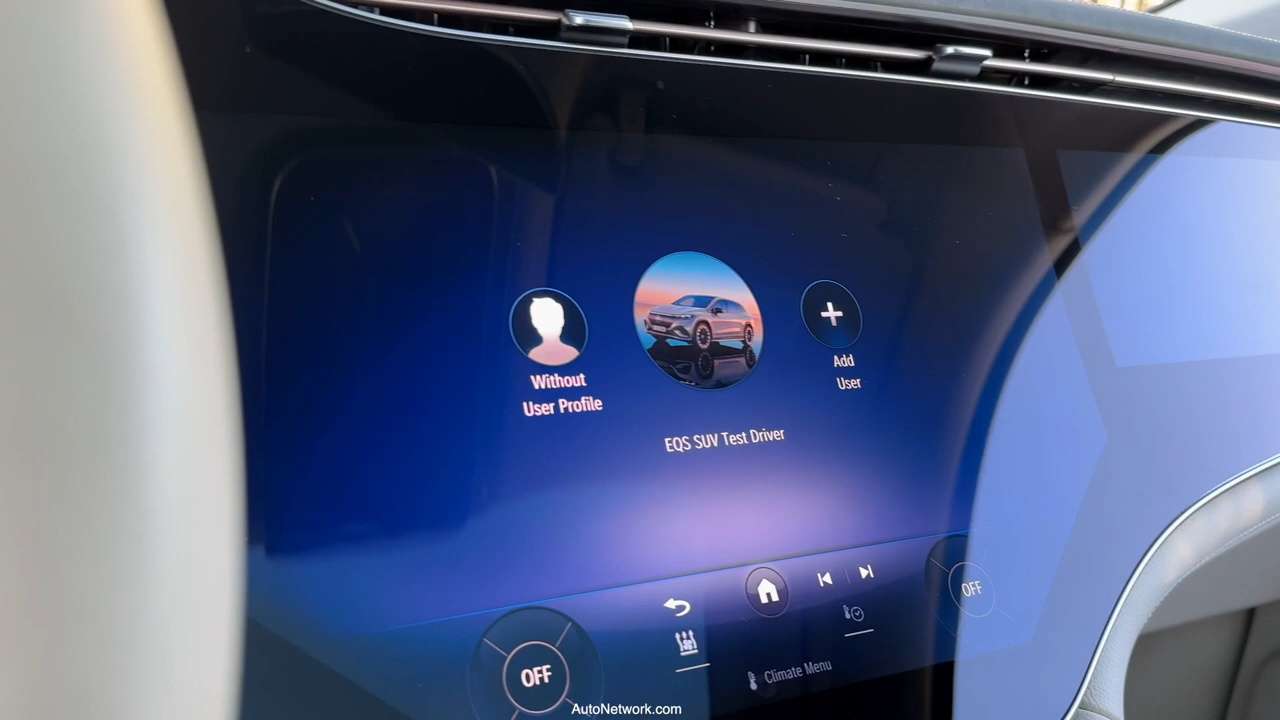 Without
User Profile
Add
User
EQS SUV Test Driver
OFF
OFF
Climate Menu
AutoNetwork.com